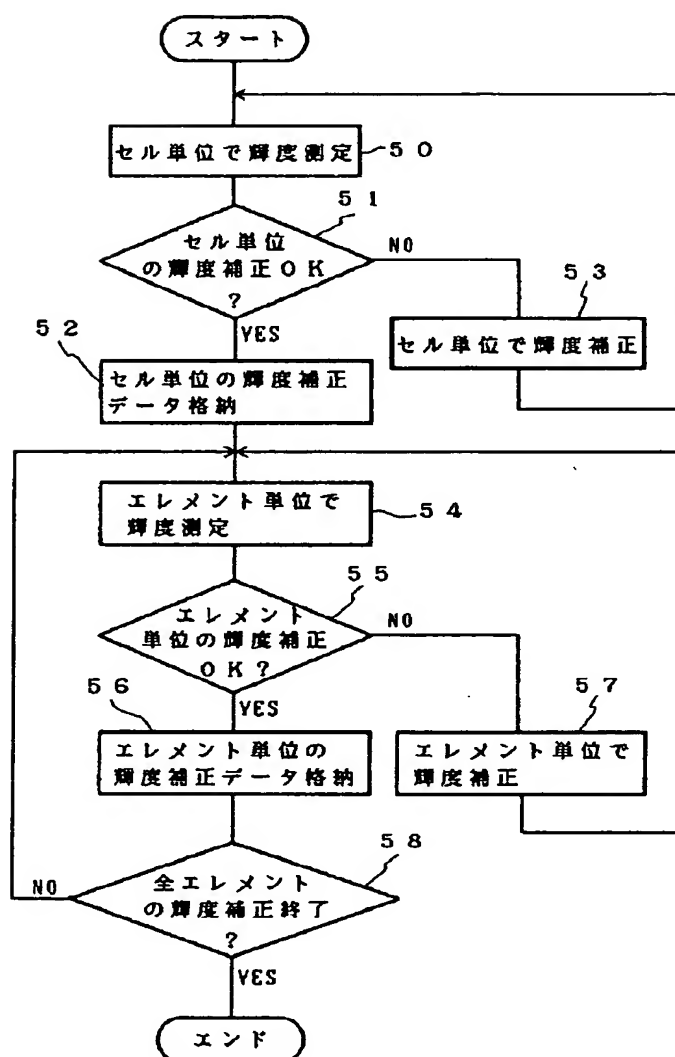 スタート
セル単位で輝度測定
50
51
セル単位
の輝度補正OK
?
NO
YES
52
53
セル単位の輝度補正
データ格納
セル単位で輝度補正
エレメント単位で
輝度測定
54
55
エレメント
単位の輝度補正
OK?
NO
YES
56
57
エレメント単位の
輝度補正データ格納
エレメント単位で
輝度補正
58
全エレメント
の輝度補正終了
?
NO
YES
エンド